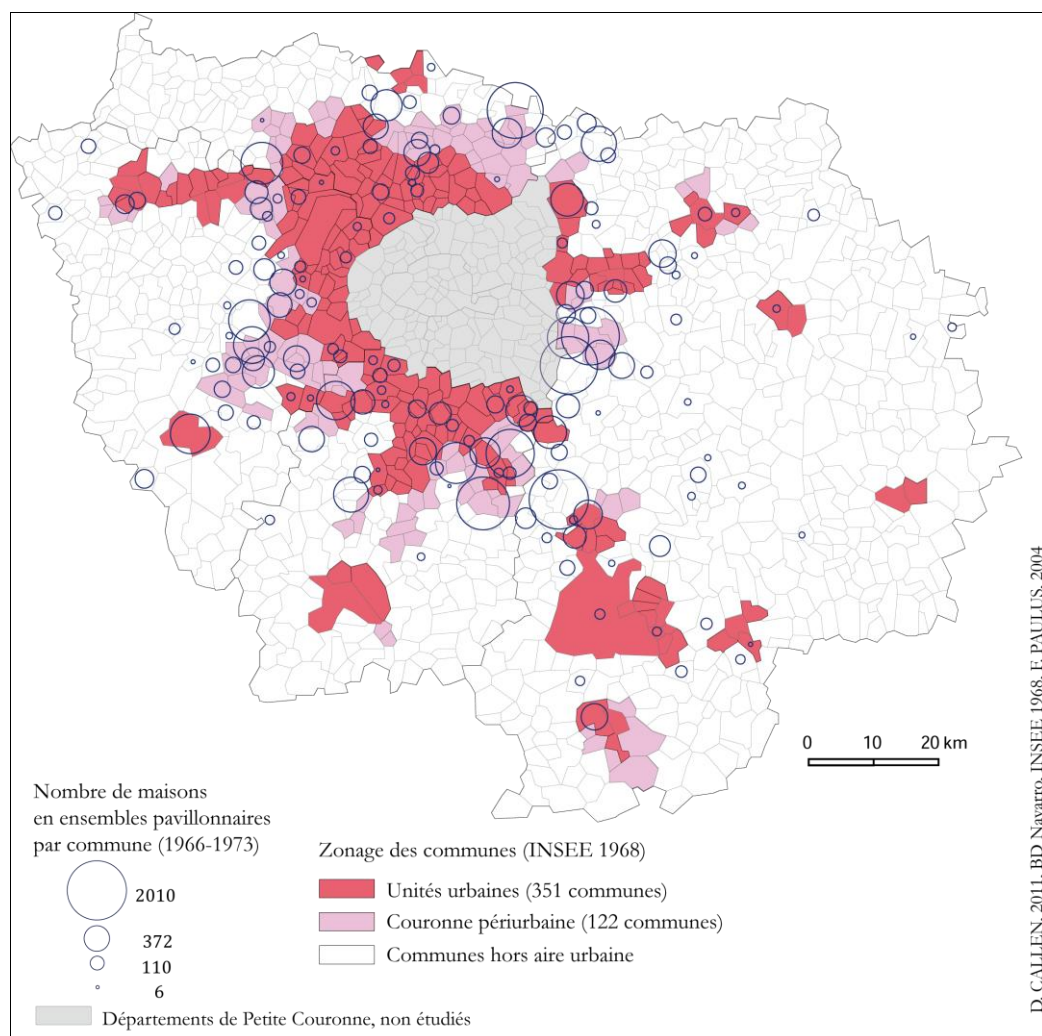 0 10 20 km
Nombre de maisons
en ensembles pavillonnaires
par commune (1966-1973)
2010
372
110
6
Départements de Petite Couronne, non étudiés
Zonage des communes (INSEE 1968)
Unités urbaines (351 communes)
Couronne périurbaine (122 communes)
Communes hors aire urbaine
D. CALLEN, 2011. BD Navarro, INSEE 1968, F. PAULUS, 2004